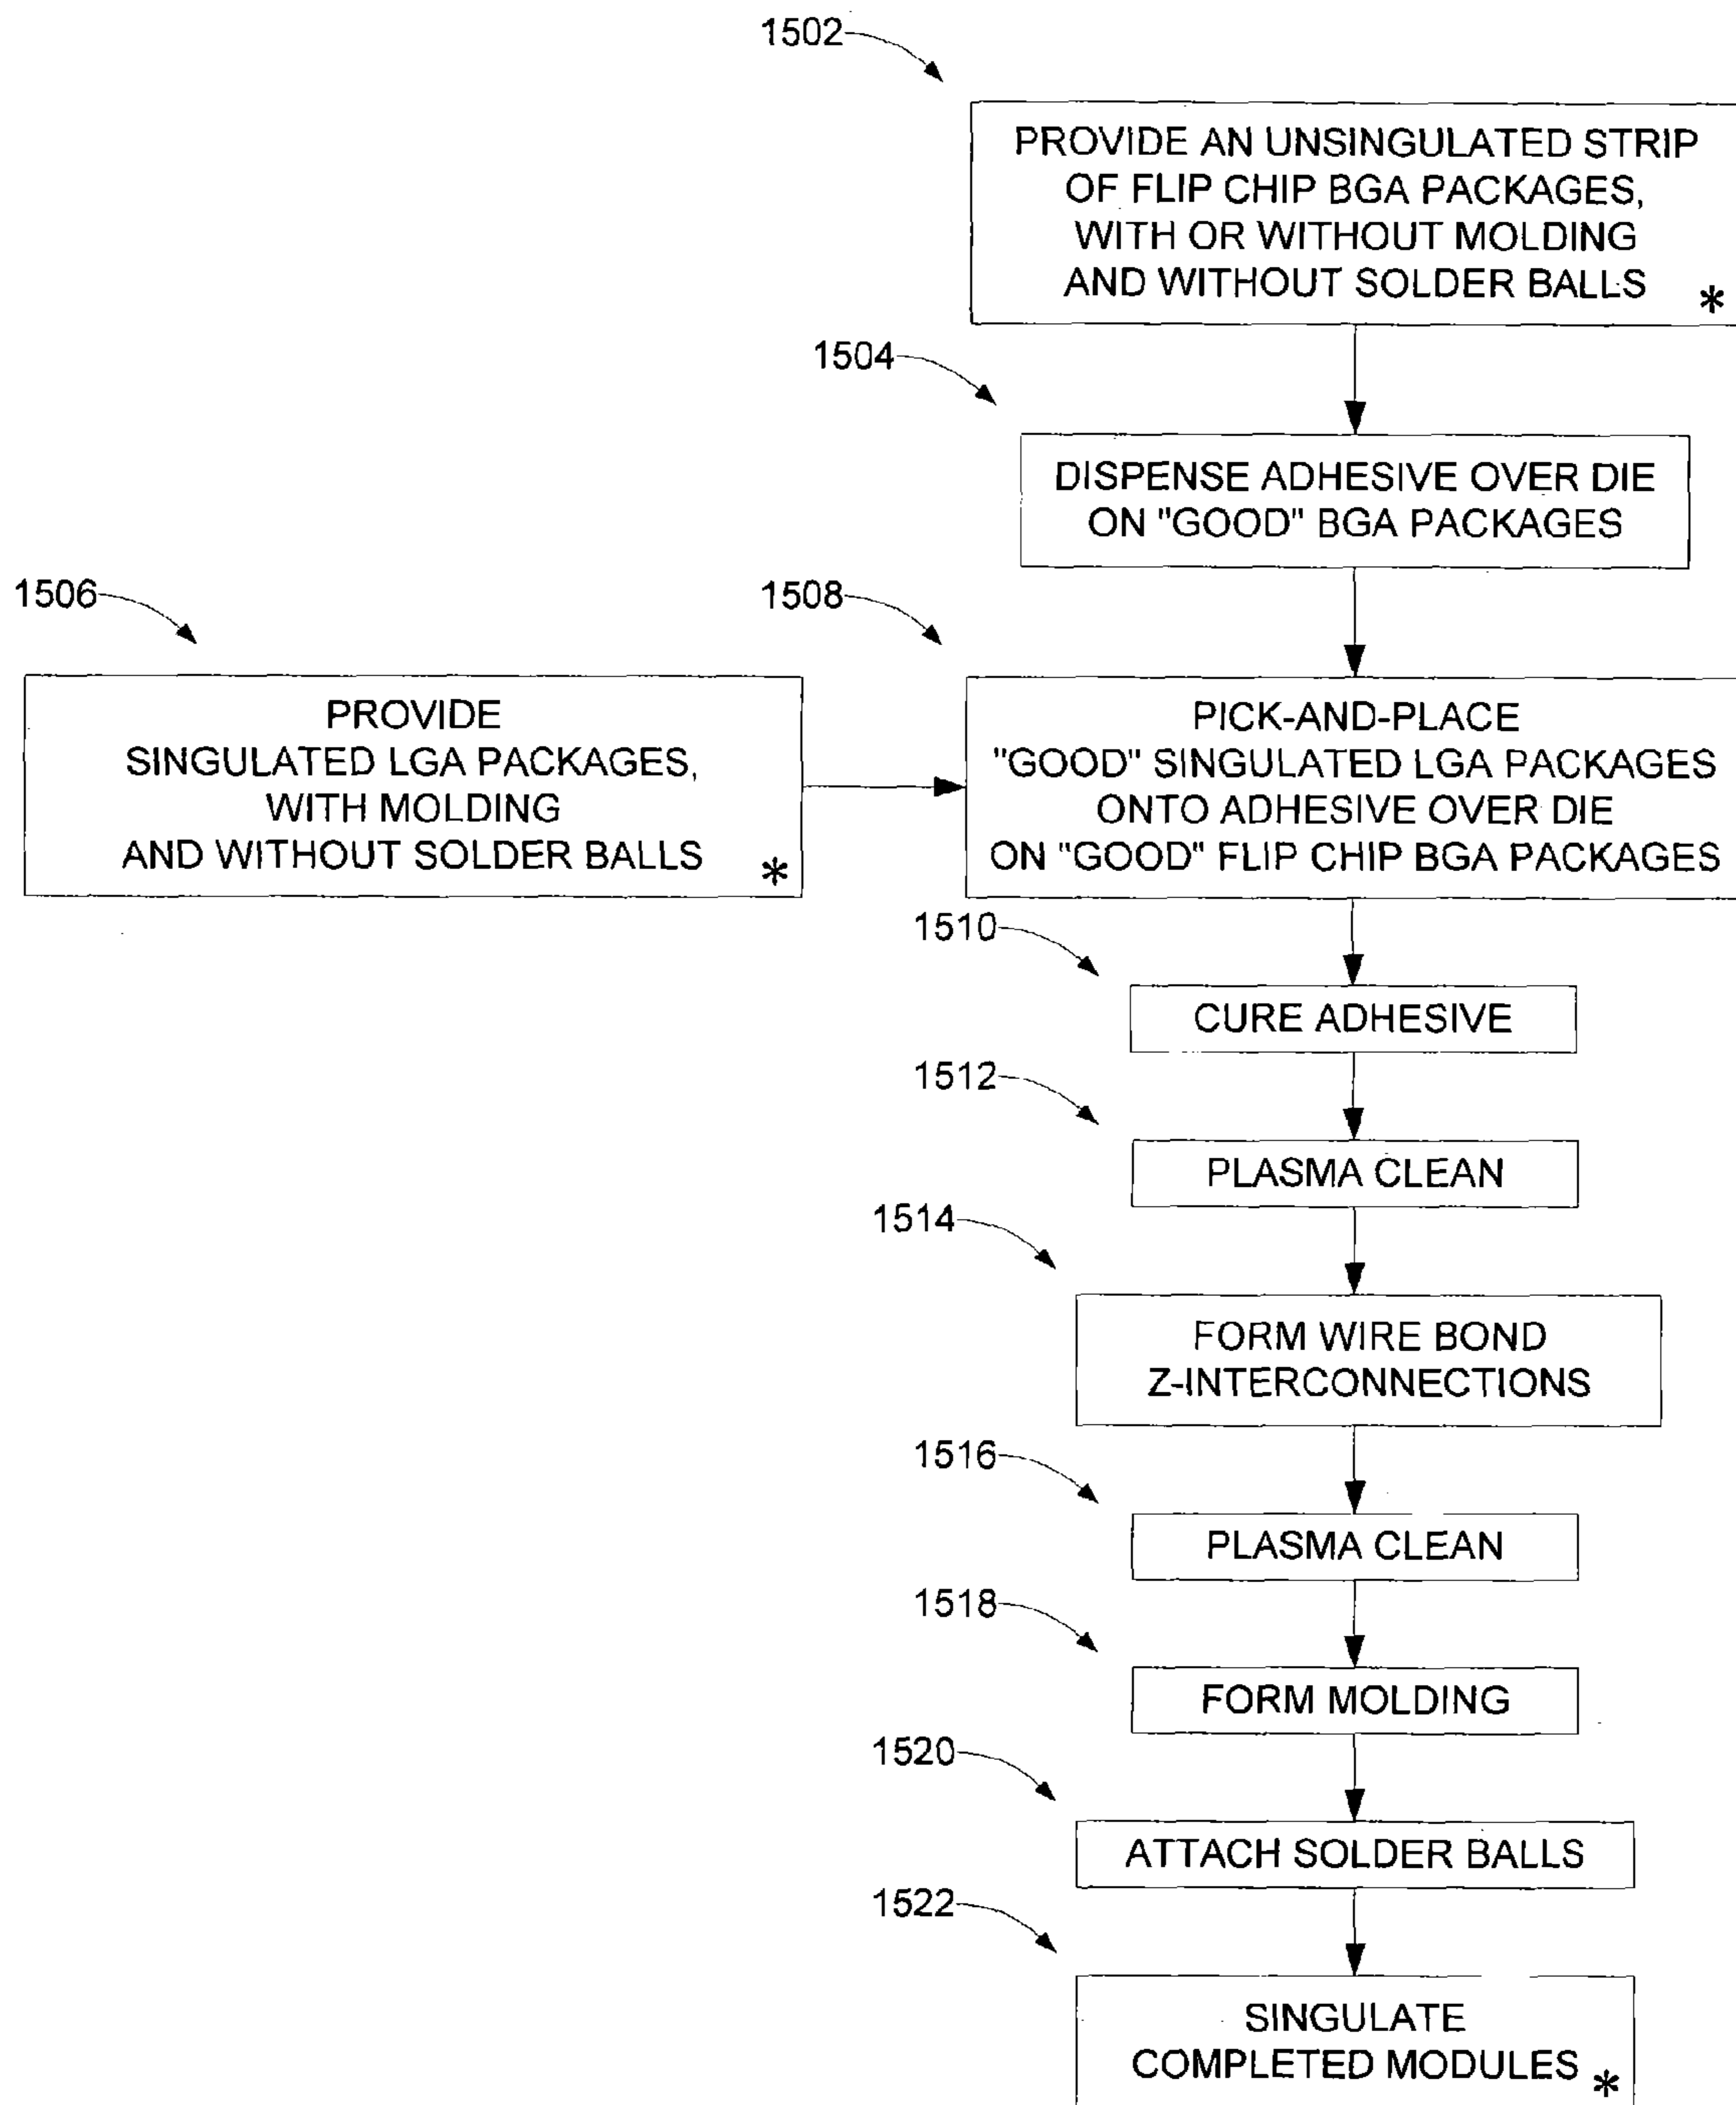 1502
PROVIDE AN UNSINGULATED STRIP
OF FLIP CHIP BGA PACKAGES,
WITH OR WITHOUT MOLDING
AND WITHOUT SOLDER BALLS *
1504
DISPENSE ADHESIVE OVER DIE
ON "GOOD" BGA PACKAGES
1506
PROVIDE
SINGULATED LGA PACKAGES,
WITH MOLDING
AND WITHOUT SOLDER BALLS *
1508
PICK-AND-PLACE
"GOOD" SINGULATED LGA PACKAGES
ONTO ADHESIVE OVER DIE
ON "GOOD" FLIP CHIP BGA PACKAGES
1510
CURE ADHESIVE
1512
PLASMA CLEAN
1514
FORM WIRE BOND
Z-INTERCONNECTIONS
1516
PLASMA CLEAN
1518
FORM MOLDING
1520
ATTACH SOLDER BALLS
1522
SINGULATE
COMPLETED MODULES *